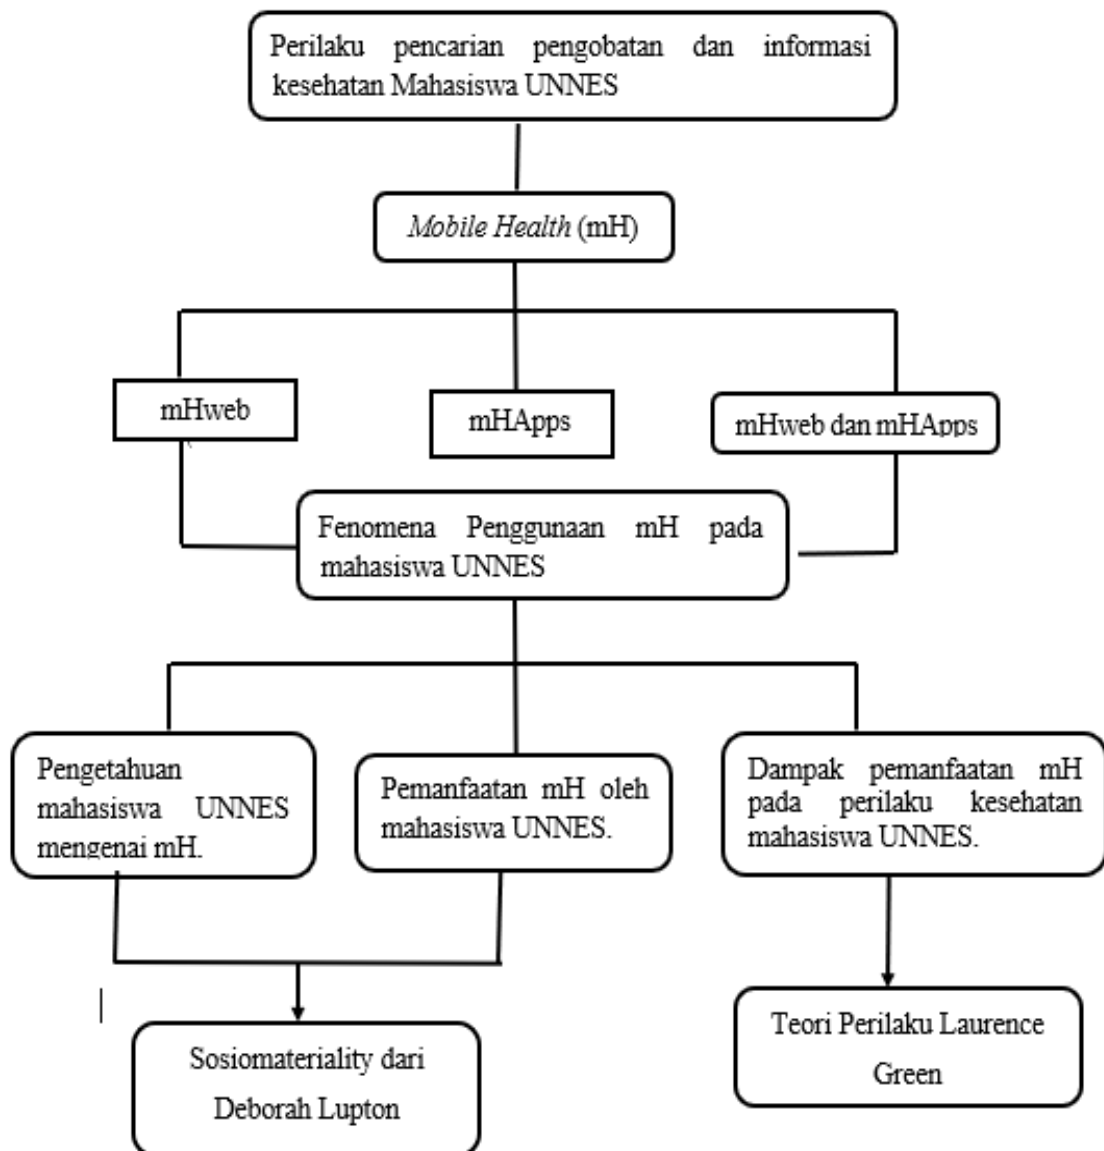 Perilaku pencarian pengobatan dan informasi
kesehatan Mahasiswa UNNES
Mobile Health (mH)
mHweb
mHApps
mHweb dan mHApps
Fenomena Penggunaan mH pada
mahasiswa UNNES
Pengetahuan
mahasiswa UNNES
mengenai mH.
Pemanfaatan mH oleh
mahasiswa UNNES.
Dampak pemanfaatan mH
pada perilaku kesehatan
mahasiswa UNNES.
Sosiomateriality dari
Deborah Lupton
Teori Perilaku Laurence
Green